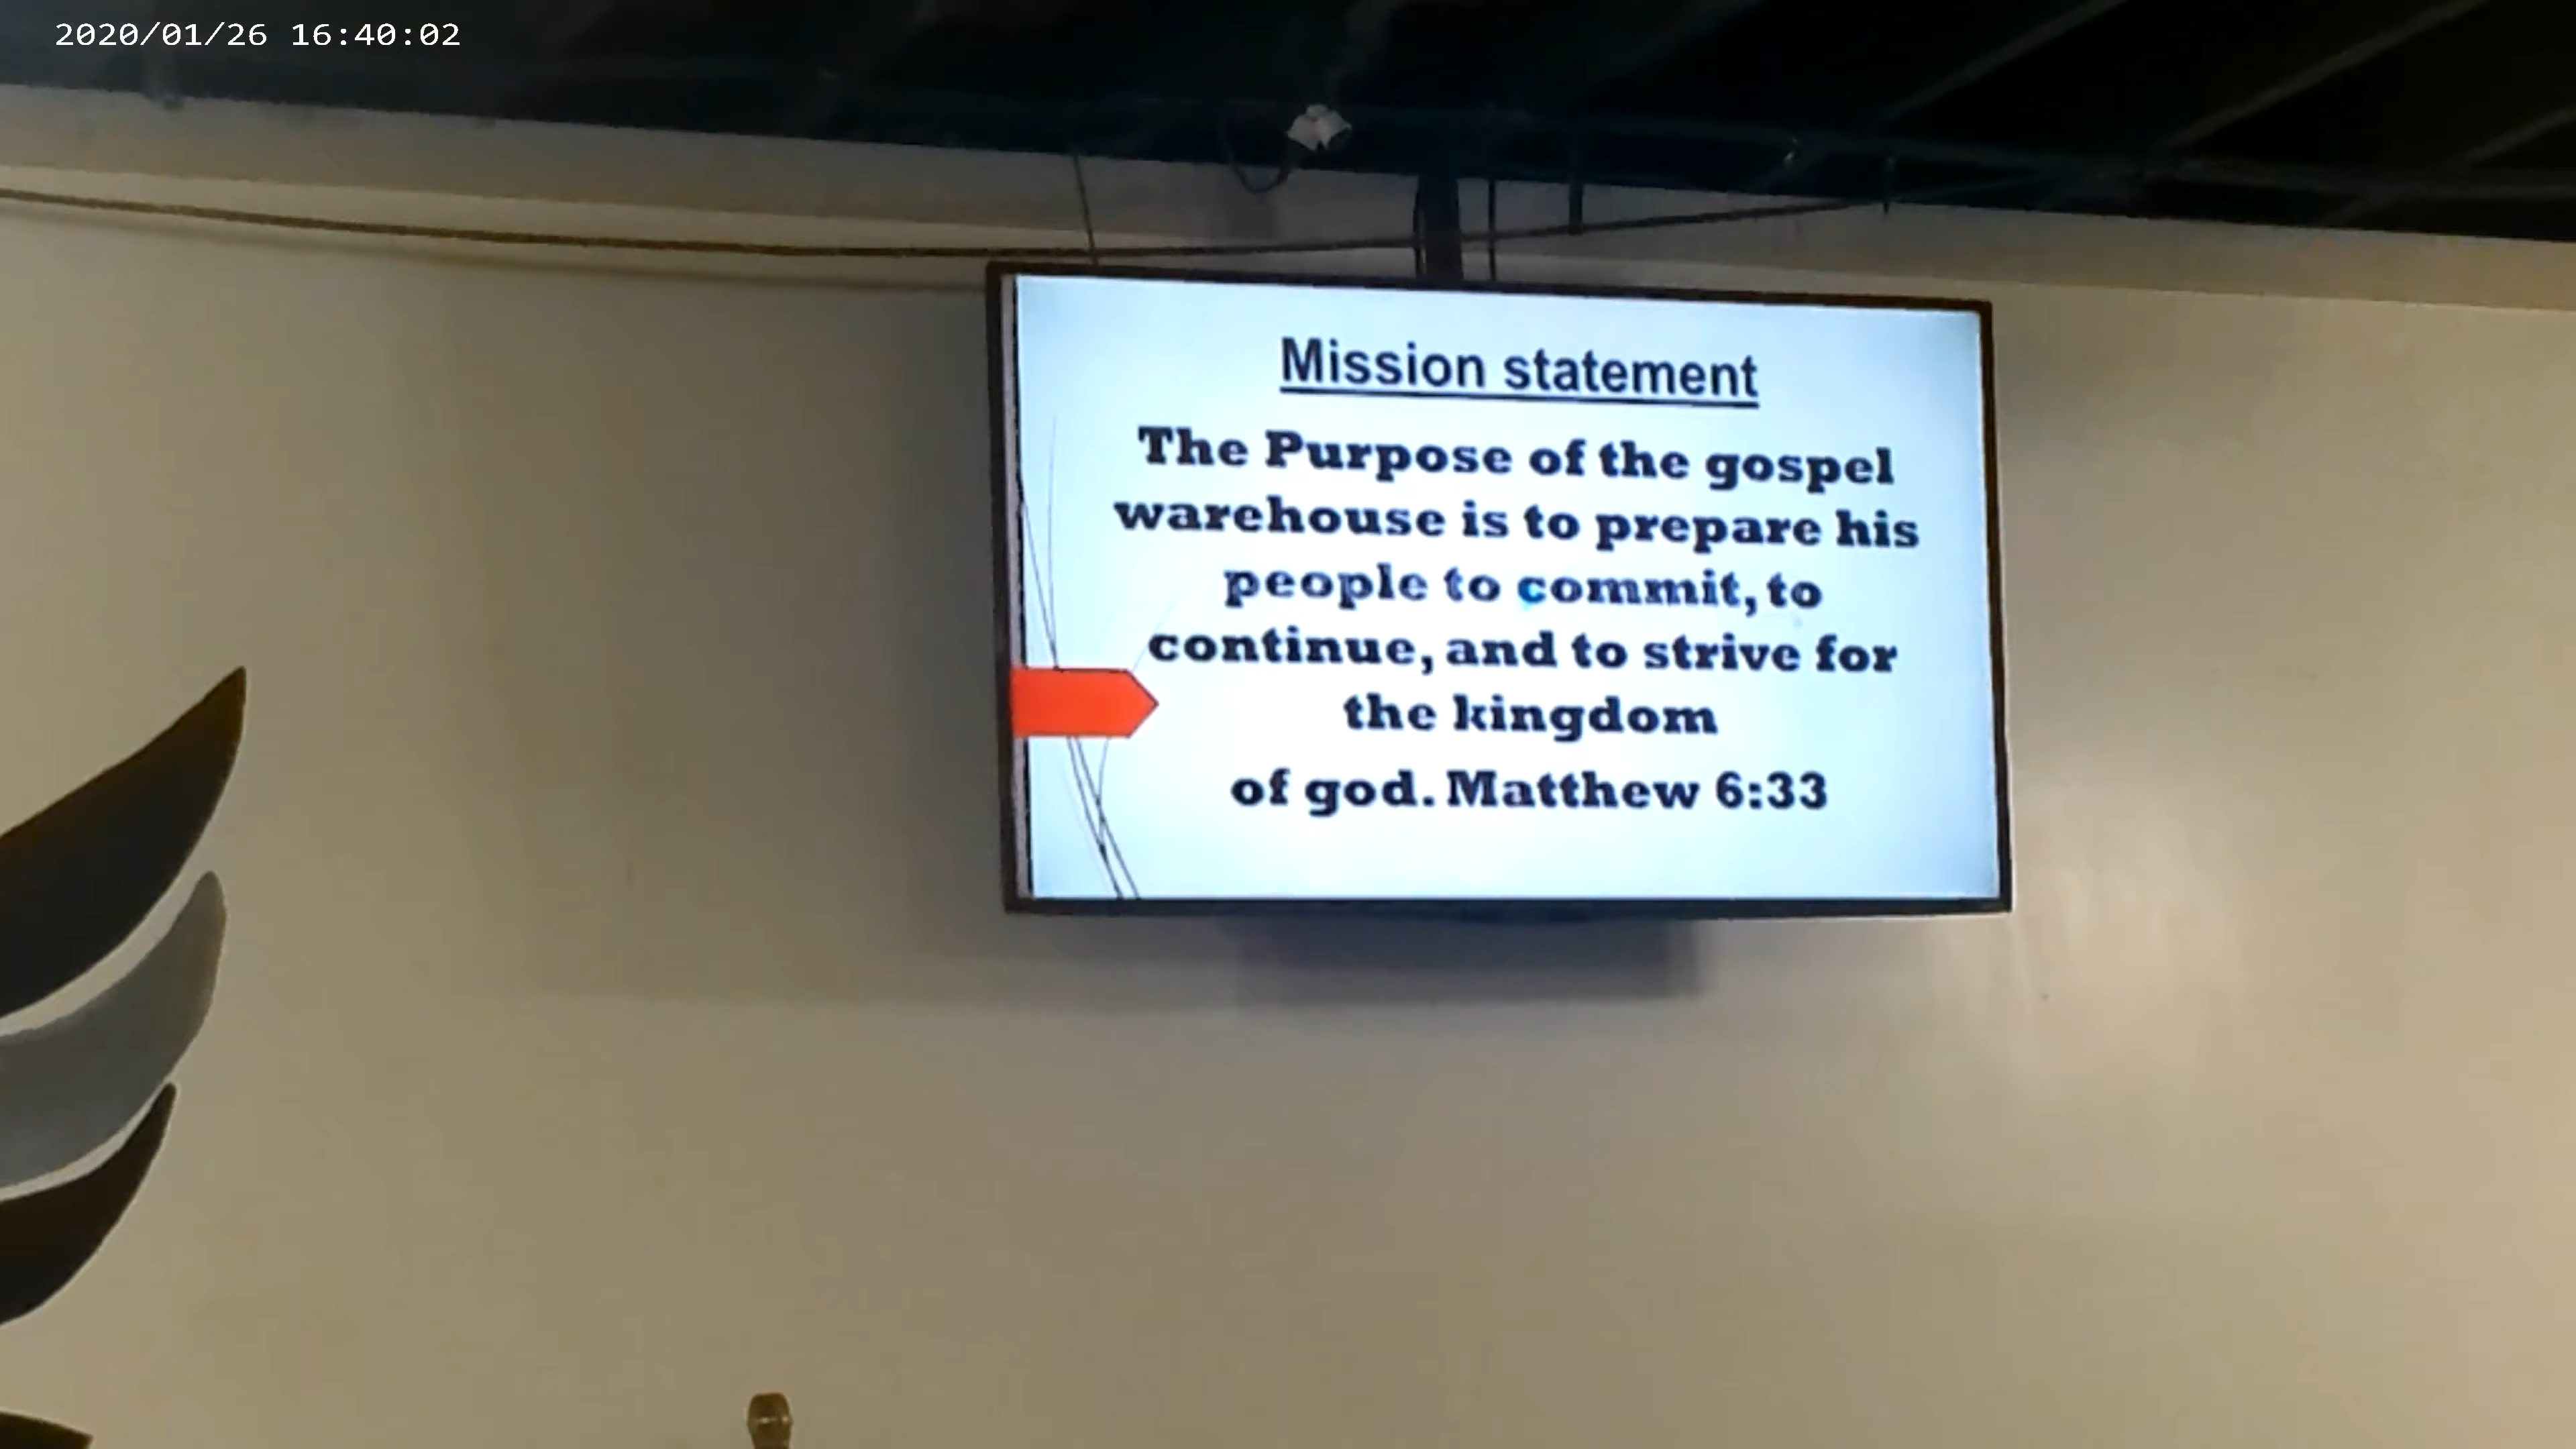 2020/01/26 16:40:02
Mission statement
The Purpose of the gospel
warehouse is to prepare his
people to commit, to
continue, and to strive for
the kingdom
of god. Matthew 6:33